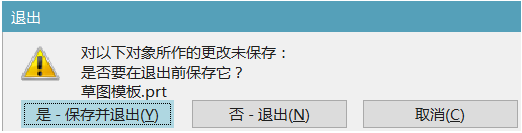 退出
对以下对象所作的更改未保存：
是否要在退出前保存它？
草图模板.prt
是 - 保存并退出(Y) 否 - 退出(N) 取消(C)